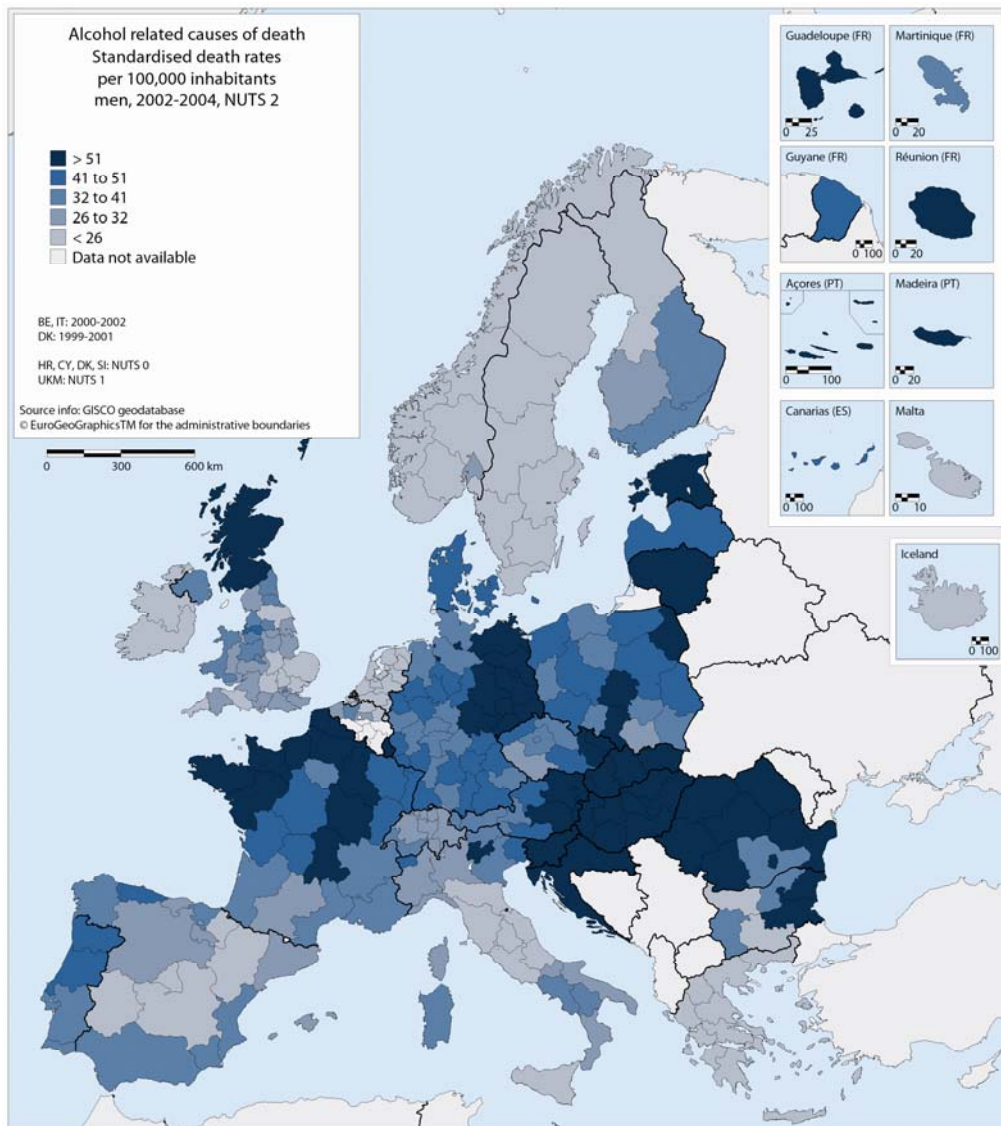 Alcohol related causes of death
Standardised death rates
per 100,000 inhabitants
men, 2002-2004, NUTS 2
> 51
41 to 51
32 to 41
26 to 32
< 26
Data not available
BE, IT: 2000-2002
DK: 1999-2001
HR, CY, DK, SI: NUTS 0
UKM: NUTS 1
Source info: GISCO geodatabase
© EuroGeoGraphicsTM for the administrative boundaries
0 300 600 km
Guadeloupe (FR)
0 25
Martinique (FR)
0 20
Guyane (FR)
0 100
Réunion (FR)
0 20
Açores (PT)
0 100
Madeira (PT)
0 20
Canarias (ES)
0 100
Malta
0 10
Iceland
0 100